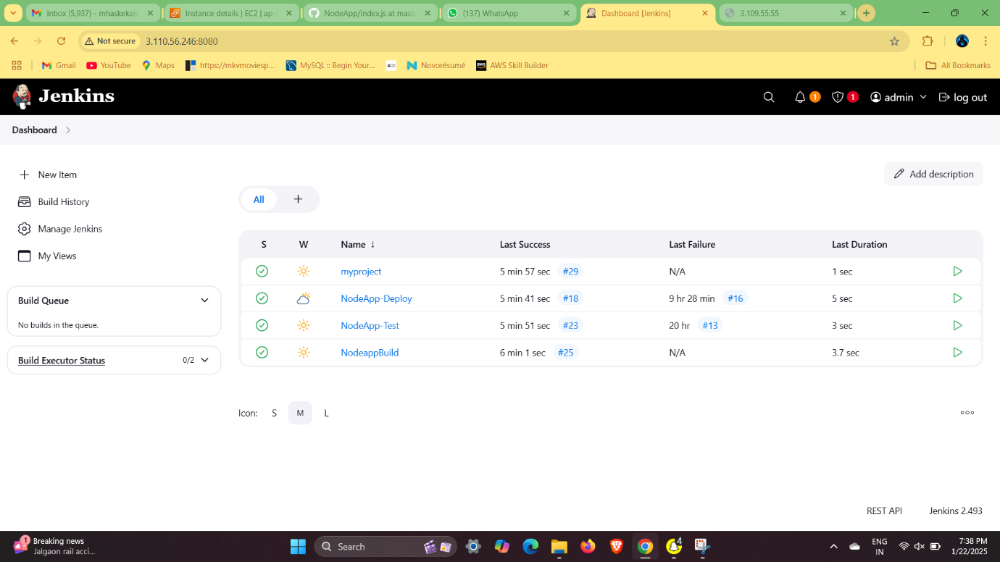 Inbox (5,937) - mhaskekalp
Instance details | EC2 | ap-s
NodeApp/index.js at maste
(137) WhatsApp
Dashboard [Jenkins]
3.109.55.55
Not secure
3.110.56.246:8080
Gmail
YouTube
Maps
https://mkvmoviesp...
MySQL :: Begin Your...
Novorésumé
AWS Skill Builder
All Bookmarks
Jenkins
1
1
admin
log out
Dashboard
New Item
Build History
Manage Jenkins
My Views
Build Queue
No builds in the queue.
Build Executor Status 0/2
Add description
All +
S W Name ↓ Last Success Last Failure Last Duration
myproject 5 min 57 sec #29 N/A 1 sec
NodeApp-Deploy 5 min 41 sec #18 9 hr 28 min #16 5 sec
NodeApp-Test 5 min 51 sec #23 20 hr #13 3 sec
NodeappBuild 6 min 1 sec #25 N/A 3.7 sec
Icon: S M L
REST API Jenkins 2.493
1
Breaking news
Jalgaon rail acci...
Search
4
ENG
IN
7:38 PM
1/22/2025